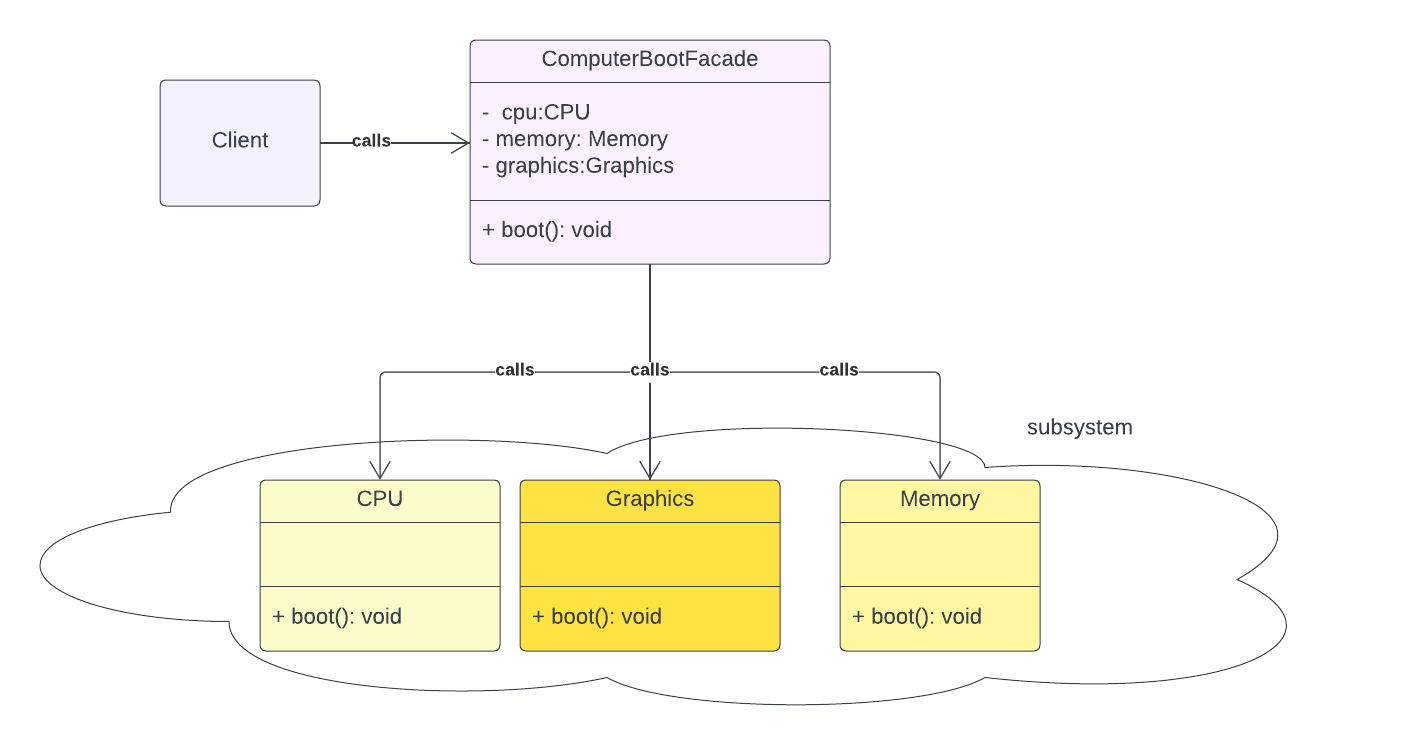 ComputerBootFacade
-  cpu:CPU
- memory: Memory
- graphics:Graphics
+ boot(): void
Client
calls
calls
calls
calls
subsystem
CPU
+ boot(): void
Graphics
+ boot(): void
Memory
+ boot(): void